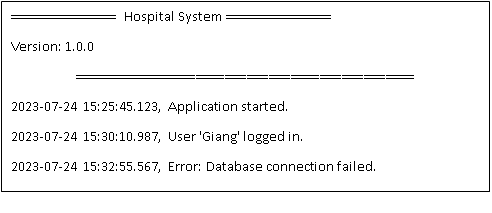 =============== Hospital System ===============
Version: 1.0.0
================================================
2023-07-24 15:25:45.123, Application started.
2023-07-24 15:30:10.987, User 'Giang' logged in.
2023-07-24 15:32:55.567, Error: Database connection failed.